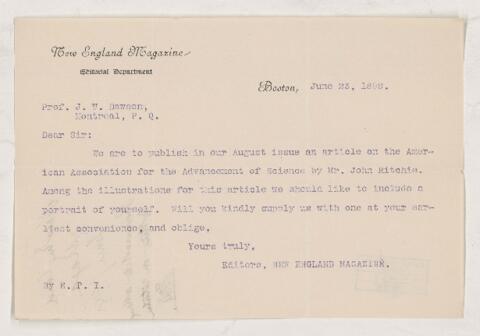 New England Magazine
Editorial Department
Boston, June 23, 1898.
Prof. J. W. Dawson,
Montreal, P. Q.
Dear Sir:
We are to publish in our August issue an article on the Amer-
ican Association for the Advancement of Science by Mr. John Ritchie.
Among the illustrations for this article we should like to include a
portrait of yourself. Will you kindly supply us with one at your ear-
liest convenience, and oblige,
Yours truly,
Editors, NEW ENGLAND MAGAZINE.
By E. P. I.